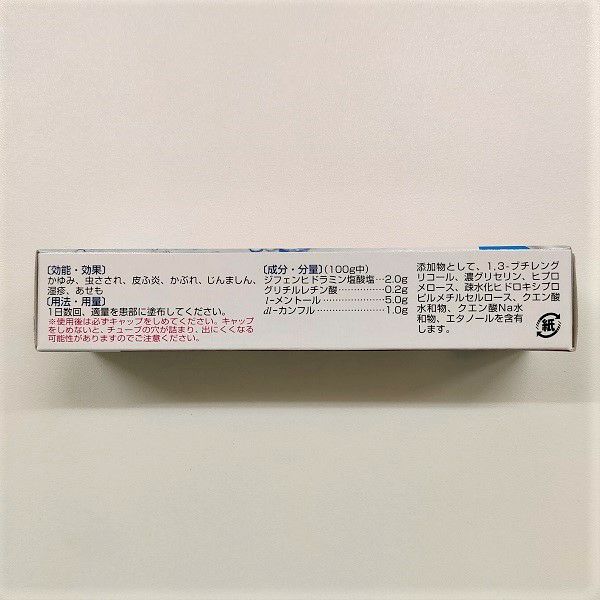 〔効能・効果〕
かゆみ、虫さされ、皮ふ炎、かぶれ、じんましん、
湿疹、あせも
〔用法・用量〕
1日数回、適量を患部に塗布してください。
※使用後は必ずキャップをしめてください。キャップ
をしめないと、チューブの穴が詰まり、出にくくなる
可能性がありますのでご注意ください。
〔成分・分量〕(100g中)
ジフェンヒドラミン塩酸塩…2.0g
グリチルレチン酸……………0.2g
l-メントール…………………5.0g
dl-カンフル…………………1.0g
添加物として、1,3-ブチレング
リコール、濃グリセリン、ヒプロ
メロース、疎水化ヒドロキシプロ
ピルメチルセルロース、クエン酸
水和物、クエン酸Na水
和物、エタノールを含有
します。
紙